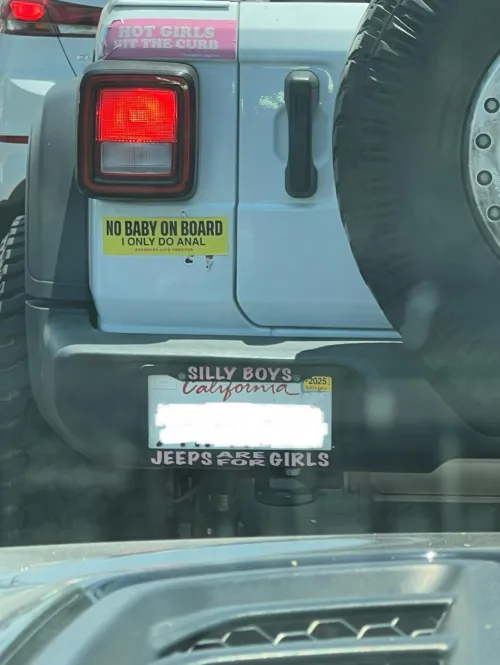 HOT GIRLS
HIT THE CURB
NO BABY ON BOARD
I ONLY DO ANAL
SILLY BOYS
California
2025
JEEPS ARE FOR GIRLS